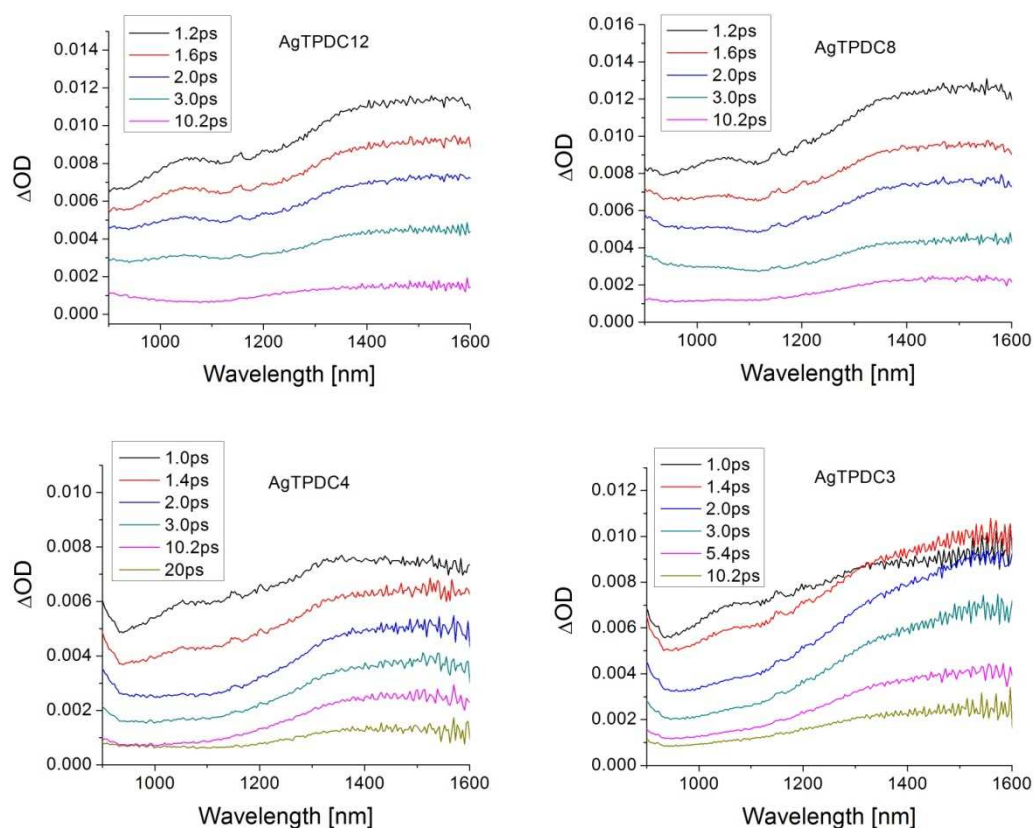 AgTPDC12
1.2ps
1.6ps
2.0ps
3.0ps
10.2ps
0.014
0.012
0.010
0.008
0.006
0.004
0.002
0.000
ΔOD
1000 1200 1400 1600
Wavelength [nm]
AgTPDC8
1.2ps
1.6ps
2.0ps
3.0ps
10.2ps
0.016
0.014
0.012
0.010
0.008
0.006
0.004
0.002
0.000
ΔOD
1000 1200 1400 1600
Wavelength [nm]
AgTPDC4
1.0ps
1.4ps
2.0ps
3.0ps
10.2ps
20ps
0.010
0.008
0.006
0.004
0.002
0.000
ΔOD
1000 1200 1400 1600
Wavelength [nm]
AgTPDC3
1.0ps
1.4ps
2.0ps
3.0ps
5.4ps
10.2ps
0.012
0.010
0.008
0.006
0.004
0.002
0.000
ΔOD
1000 1200 1400 1600
Wavelength [nm]